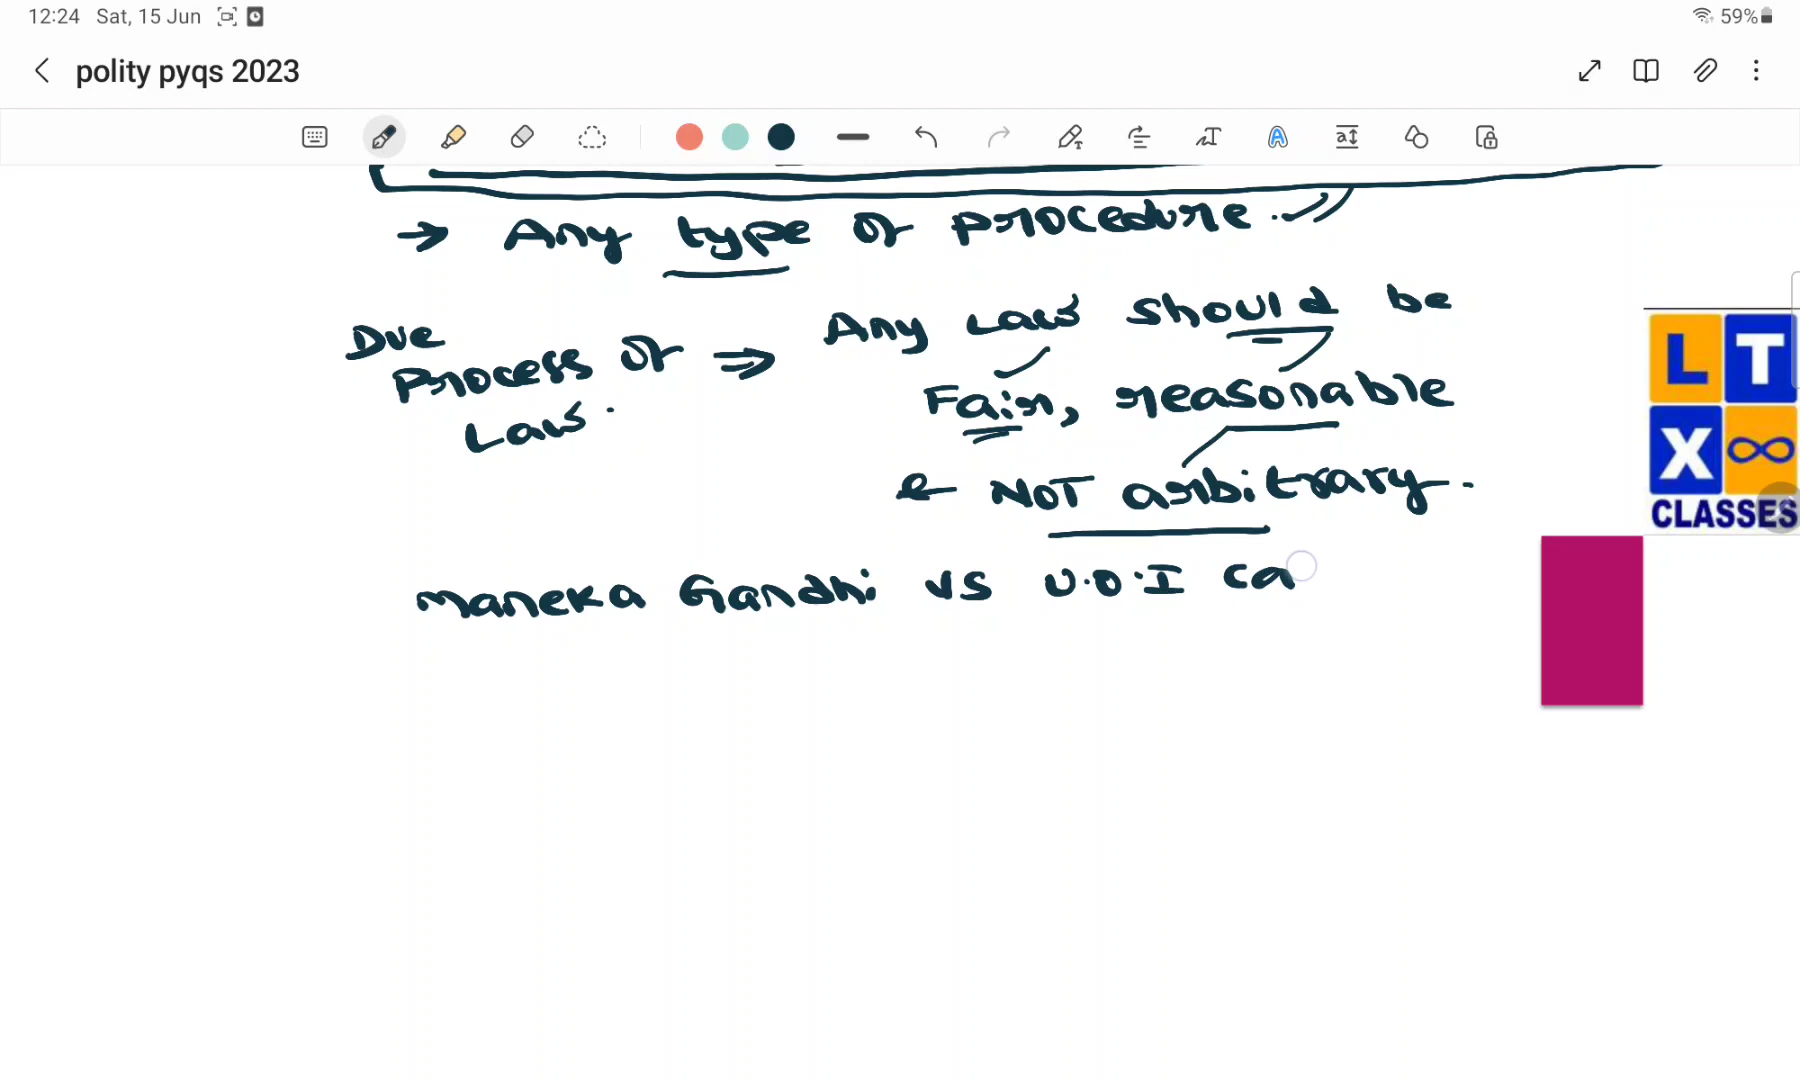 12:24 Sat, 15 Jun 59%
polity pyqs 2023
→ Any type of procedure.
Due Process of Law. ⇒ Any Law should be
Fair, reasonable
& NOT arbitrary.
Maneka Gandhi vs U.O.I ca
L T
X ∞
CLASSES